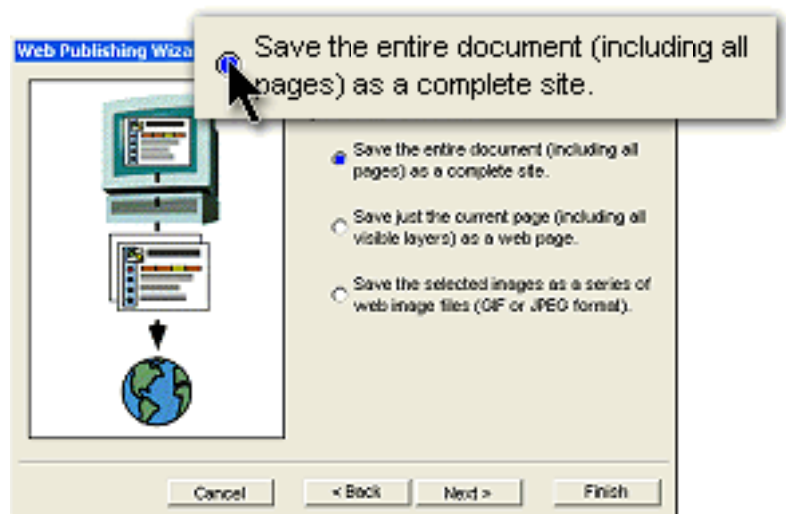 Save the entire document (including all
pages) as a complete site.
Web Publishing Wiza
Save the entire document (including all
pages) as a complete site.
Save just the current page (including all
visible layers) as a web page.
Save the selected images as a series of
web image files (GIF or JPEG format).
Cancel
< Back
Next >
Finish